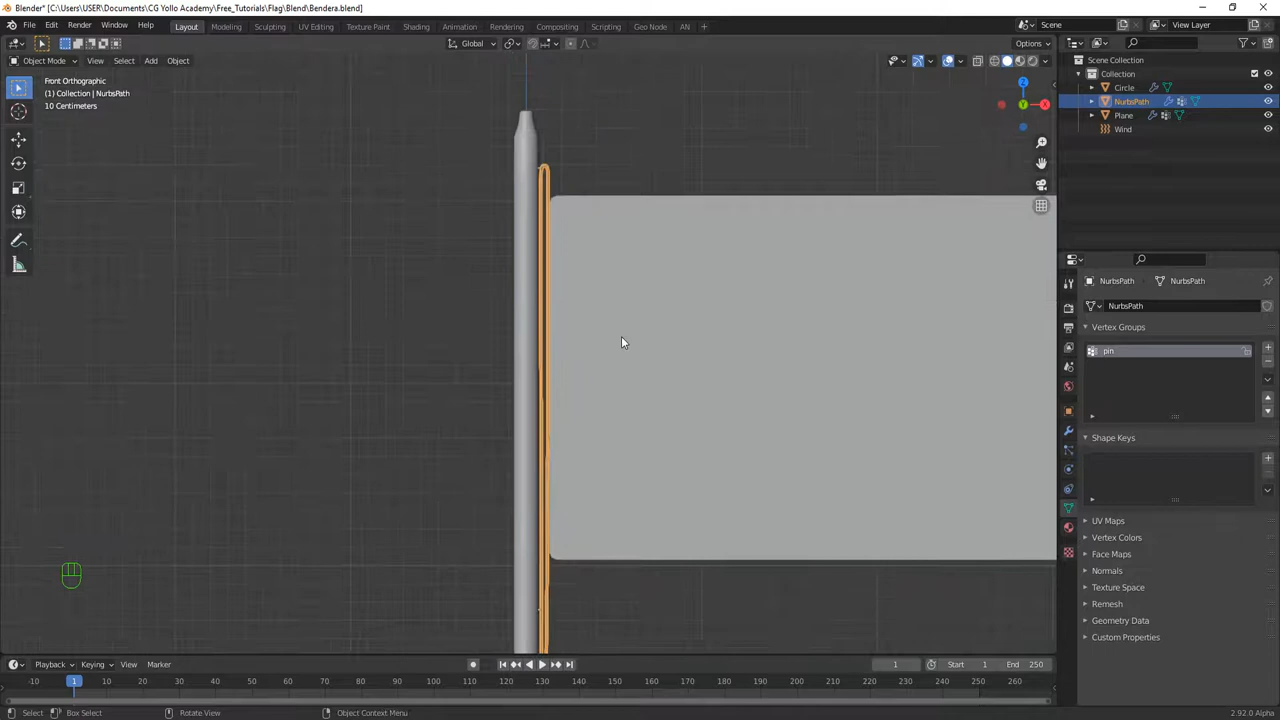 Blender* [C:\Users\USER\Documents\CG Yollo Academy\Free_Tutorials\Flag\Blend\Bendera.blend]
File Edit Render Window Help Layout Modeling Sculpting UV Editing Texture Paint Shading Animation Rendering Compositing Scripting Geo Node AN Scene View Layer
Global Options
Object Mode View Select Add Object
Front Orthographic
(1) Collection | NurbsPath
10 Centimeters
Z
Y
X
Scene Collection
Collection
Circle
NurbsPath
Plane
Wind
NurbsPath NurbsPath
NurbsPath
Vertex Groups
pin
Shape Keys
UV Maps
Vertex Colors
Face Maps
Normals
Texture Space
Remesh
Geometry Data
Custom Properties
Playback Keying View Marker 1 Start 1 End 250
-10 1 10 20 30 40 50 60 70 80 90 100 110 120 130 140 150 160 170 180 190 200 210 220 230 240 250 260
Select Box Select Rotate View Object Context Menu 2.92.0 Alpha